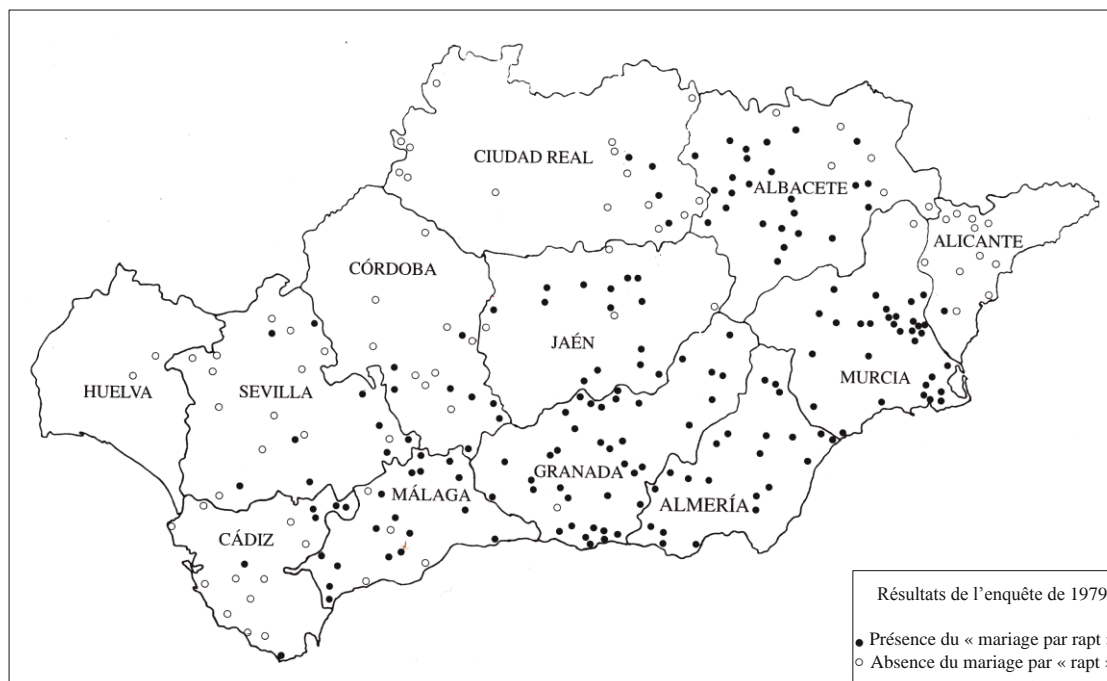 CIUDAD REAL
ALBACETE
ALICANTE
CÓRDOBA
JAÉN
MURCIA
HUELVA
SEVILLA
GRANADA
MÁLAGA
ALMERÍA
CÁDIZ
Résultats de l’enquête de 1979
Présence du « mariage par rapt »
Absence du mariage par « rapt »